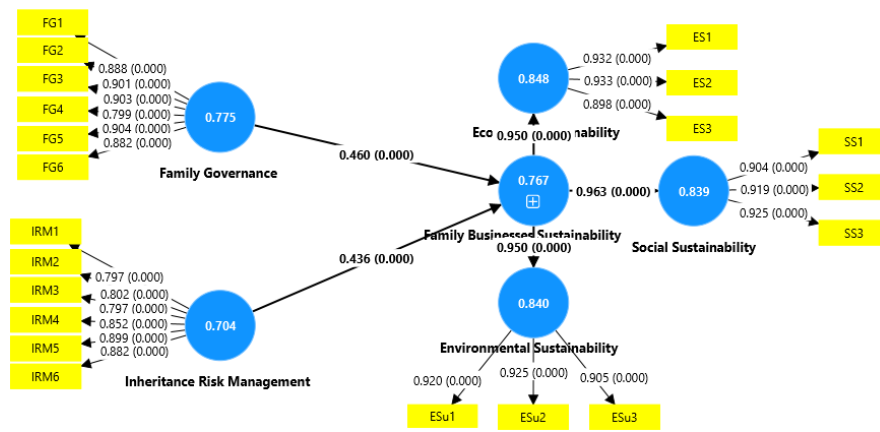 FG1
FG2
FG3
FG4
FG5
FG6
0.888 (0.000)
0.901 (0.000)
0.903 (0.000)
0.799 (0.000)
0.904 (0.000)
0.882 (0.000)
0.775
Family Governance
0.460 (0.000)
IRM1
IRM2
IRM3
IRM4
IRM5
IRM6
0.797 (0.000)
0.802 (0.000)
0.797 (0.000)
0.852 (0.000)
0.899 (0.000)
0.882 (0.000)
0.704
Inheritance Risk Management
0.436 (0.000)
0.848
0.932 (0.000)
0.933 (0.000)
0.898 (0.000)
ES1
ES2
ES3
0.950 (0.000)
0.767
Family Businesses Sustainability
0.963 (0.000)
0.839
Social Sustainability
0.904 (0.000)
0.919 (0.000)
0.925 (0.000)
SS1
SS2
SS3
0.950 (0.000)
0.840
Environmental Sustainability
0.920 (0.000)
0.925 (0.000)
0.905 (0.000)
ESu1
ESu2
ESu3